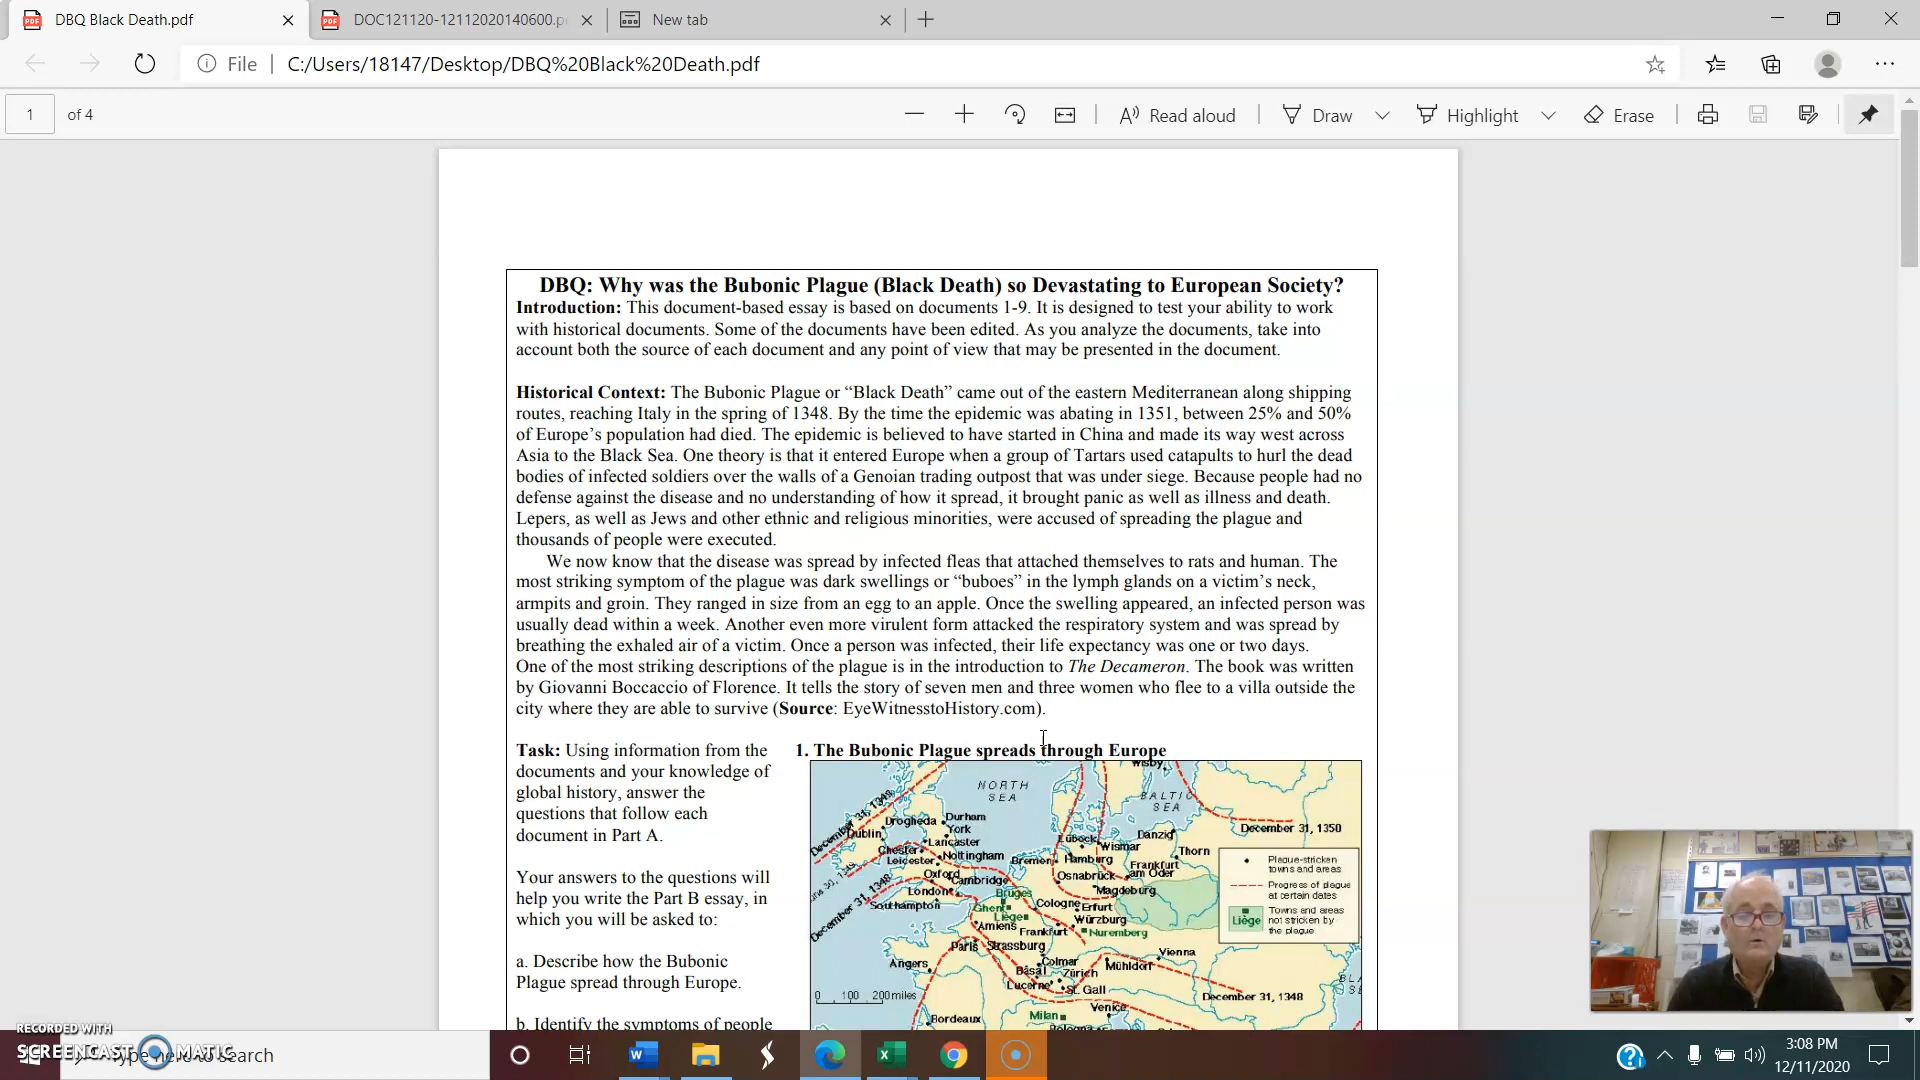 DBQ Black Death.pdf
DOC121120-12112020140600.p
New tab
File
C:/Users/18147/Desktop/DBQ%20Black%20Death.pdf
1 of 4
Read aloud
Draw
Highlight
Erase
DBQ: Why was the Bubonic Plague (Black Death) so Devastating to European Society?
Introduction: This document-based essay is based on documents 1-9. It is designed to test your ability to work
with historical documents. Some of the documents have been edited. As you analyze the documents, take into
account both the source of each document and any point of view that may be presented in the document.
Historical Context: The Bubonic Plague or “Black Death” came out of the eastern Mediterranean along shipping
routes, reaching Italy in the spring of 1348. By the time the epidemic was abating in 1351, between 25% and 50%
of Europe’s population had died. The epidemic is believed to have started in China and made its way west across
Asia to the Black Sea. One theory is that it entered Europe when a group of Tartars used catapults to hurl the dead
bodies of infected soldiers over the walls of a Genoian trading outpost that was under siege. Because people had no
defense against the disease and no understanding of how it spread, it brought panic as well as illness and death.
Lepers, as well as Jews and other ethnic and religious minorities, were accused of spreading the plague and
thousands of people were executed.
We now know that the disease was spread by infected fleas that attached themselves to rats and human. The
most striking symptom of the plague was dark swellings or “buboes” in the lymph glands on a victim’s neck,
armpits and groin. They ranged in size from an egg to an apple. Once the swelling appeared, an infected person was
usually dead within a week. Another even more virulent form attacked the respiratory system and was spread by
breathing the exhaled air of a victim. Once a person was infected, their life expectancy was one or two days.
One of the most striking descriptions of the plague is in the introduction to The Decameron. The book was written
by Giovanni Boccaccio of Florence. It tells the story of seven men and three women who flee to a villa outside the
city where they are able to survive (Source: EyeWitnesstoHistory.com).
Task: Using information from the
documents and your knowledge of
global history, answer the
questions that follow each
document in Part A.
Your answers to the questions will
help you write the Part B essay, in
which you will be asked to:
a. Describe how the Bubonic
Plague spread through Europe.
b. Identify the symptoms of people
1. The Bubonic Plague spreads through Europe
NORTH
SEA
Wisby
BALTIC
SEA
December 31, 1349
Dublin
Drogheda
Durham
York
Lancaster
Chester
Leicester
Nottingham
Oxford
Cambridge
London
Southampton
December 31, 1348
Lübeck
Wismar
Danzig
Thorn
Bremen
Hamburg
Frankfurt
am Oder
Osnabrück
Magdeburg
Bruges
Ghent
Liège
Cologne
Erfurt
Würzburg
Amiens
Frankfurt
Nuremberg
Paris
Strassburg
Angers
Colmar
Basal
Zürich
Mühldorf
Vienna
Lucerne
St. Gall
Venice
Milan
Bordeaux
Bologna
December 31, 1350
December 31, 1348
Plague-stricken
towns and areas
Progress of plague
at certain dates
Liège
Towns and areas
not stricken by
the plague
0 100 200 miles
RECORDED WITH
SCREENCAST MATIC
Type here to search
3:08 PM
12/11/2020